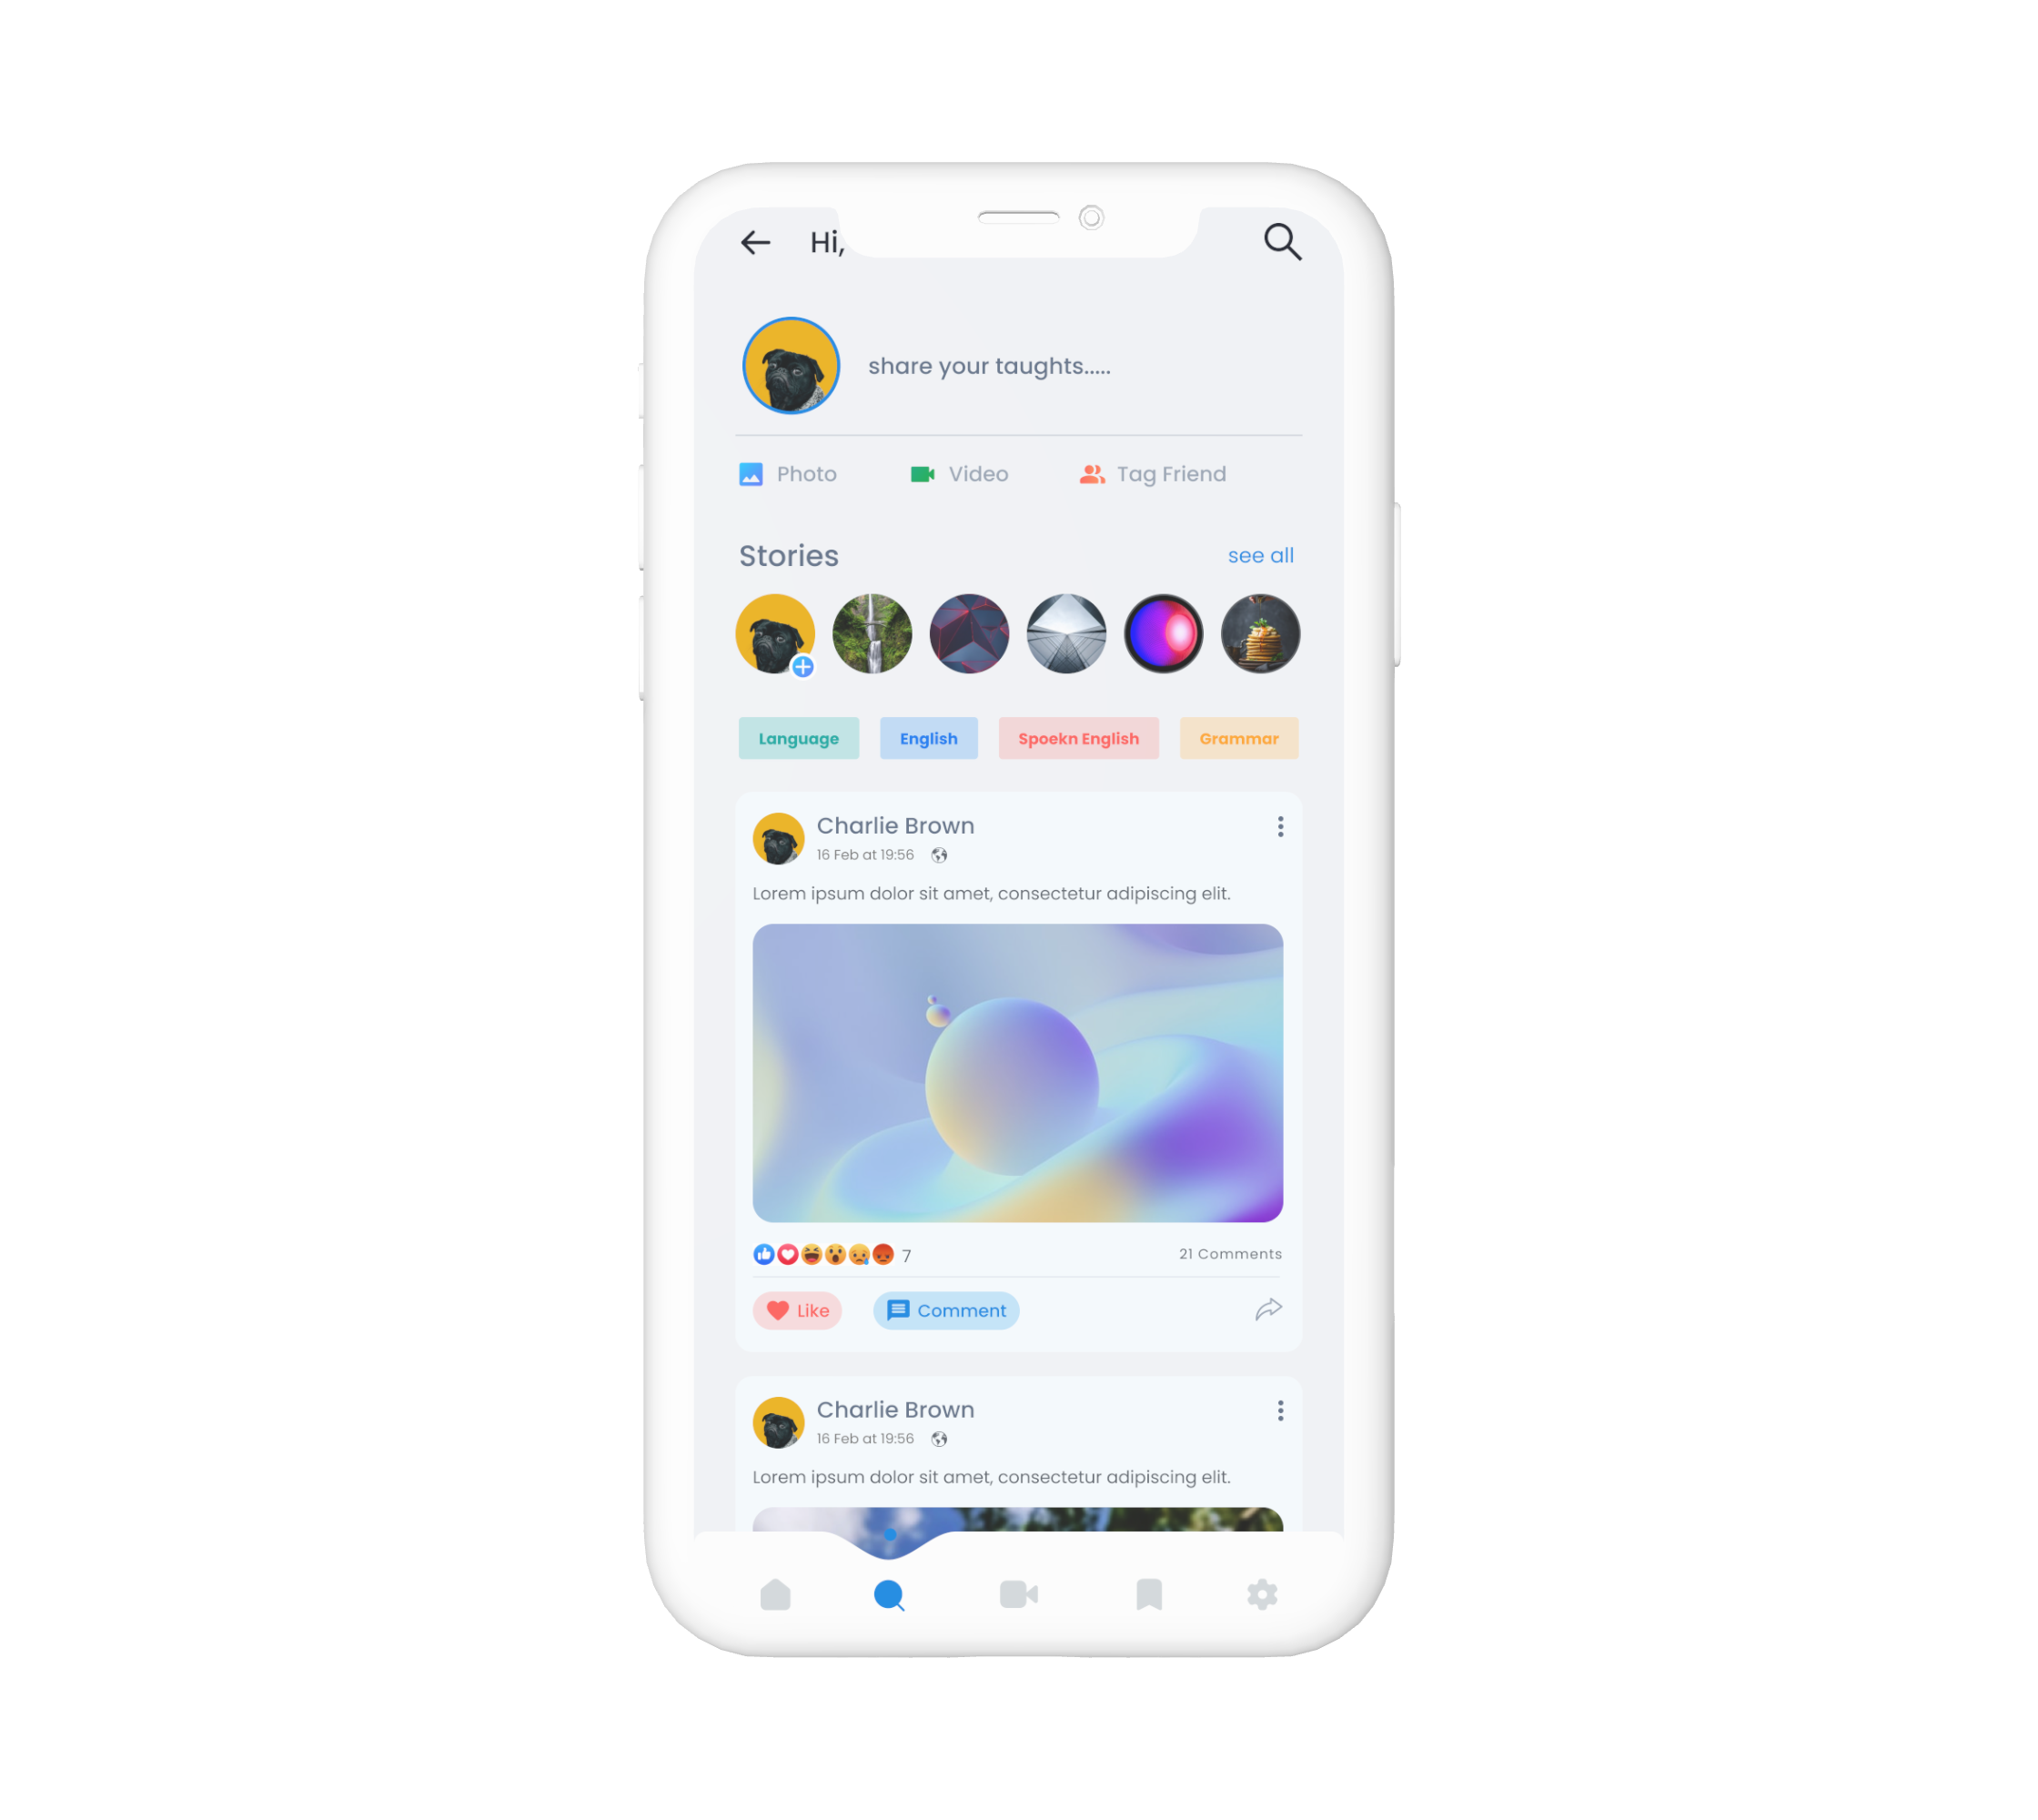 Hi,
share your taughts.....
Photo Video Tag Friend
Stories see all
Language English Spoekn English Grammar
Charlie Brown
16 Feb at 19:56
Lorem ipsum dolor sit amet, consectetur adipiscing elit.
7 21 Comments
Like Comment
Charlie Brown
16 Feb at 19:56
Lorem ipsum dolor sit amet, consectetur adipiscing elit.